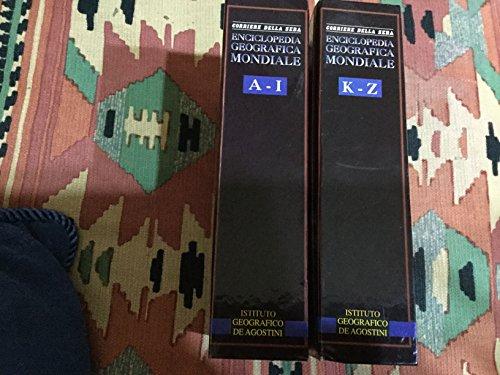 CORRIERE DELLA SERA
ENCICLOPEDIA
GEOGRAFICA
MONDIALE
A - I
ISTITUTO
GEOGRAFICO
DE AGOSTINI
CORRIERE DELLA SERA
ENCICLOPEDIA
GEOGRAFICA
MONDIALE
K - Z
ISTITUTO
GEOGRAFICO
DE AGOSTINI